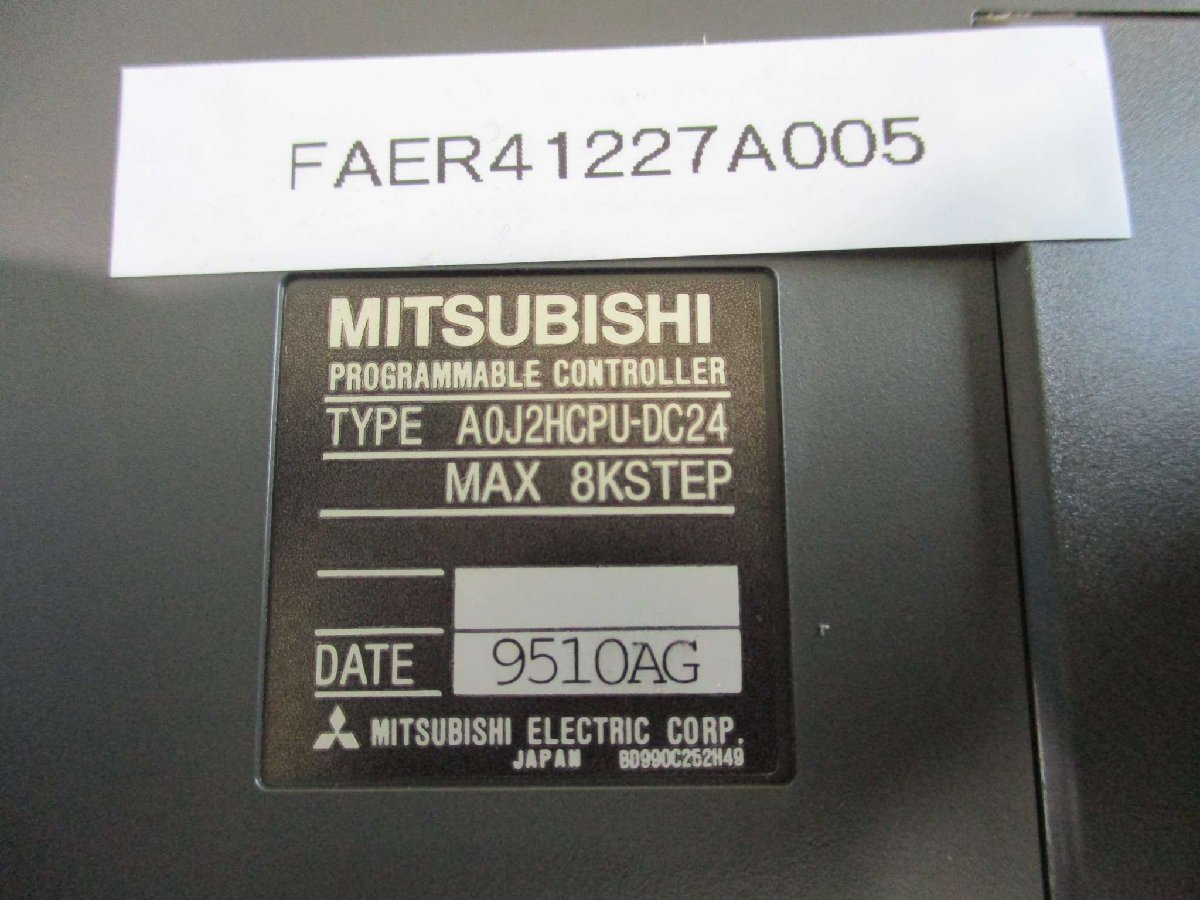 FAER41227A005
MITSUBISHI
PROGRAMMABLE CONTROLLER
TYPE A0J2HCPU-DC24
MAX 8KSTEP
DATE 9510AG
MITSUBISHI ELECTRIC CORP.
JAPAN BD990C252H49